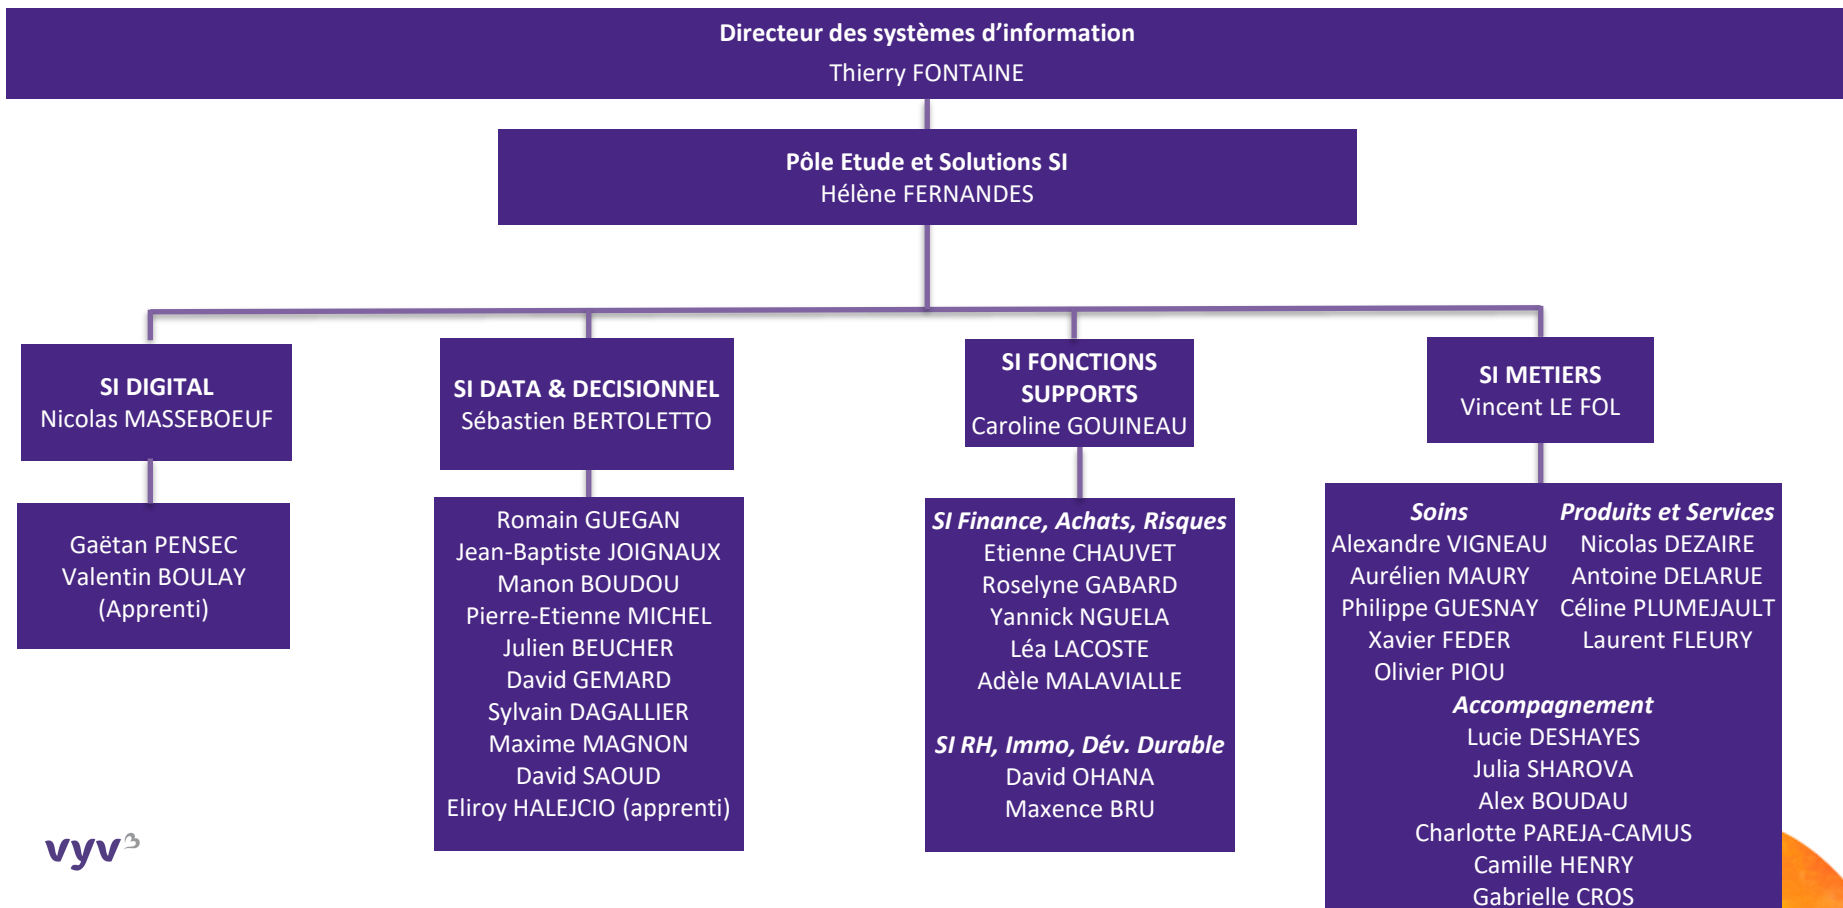 Directeur des systèmes d’information
Thierry FONTAINE
Pôle Etude et Solutions SI
Hélène FERNANDES
SI DIGITAL
Nicolas MASSEBOEUF
Gaëtan PENSEC
Valentin BOULAY
(Apprenti)
SI DATA & DECISIONNEL
Sébastien BERTOLETTO
Romain GUEGAN
Jean-Baptiste JOIGNAUX
Manon BOUDOU
Pierre-Etienne MICHEL
Julien BEUCHER
David GEMARD
Sylvain DAGALLIER
Maxime MAGNON
David SAOUD
Eliroy HALEJCIO (apprenti)
SI FONCTIONS
SUPPORTS
Caroline GOUINEAU
SI Finance, Achats, Risques
Etienne CHAUVET
Roselyne GABARD
Yannick NGUELA
Léa LACOSTE
Adèle MALAVIALLE
SI RH, Immo, Dév. Durable
David OHANA
Maxence BRU
SI METIERS
Vincent LE FOL
Soins
Alexandre VIGNEAU
Aurélien MAURY
Philippe GUESNAY
Xavier FEDER
Olivier PIOU
Produits et Services
Nicolas DEZAIRE
Antoine DELARUE
Céline PLUMEJAULT
Laurent FLEURY
Accompagnement
Lucie DESHAYES
Julia SHAROVA
Alex BOUDAU
Charlotte PAREJA-CAMUS
Camille HENRY
Gabrielle CROS
vyv3